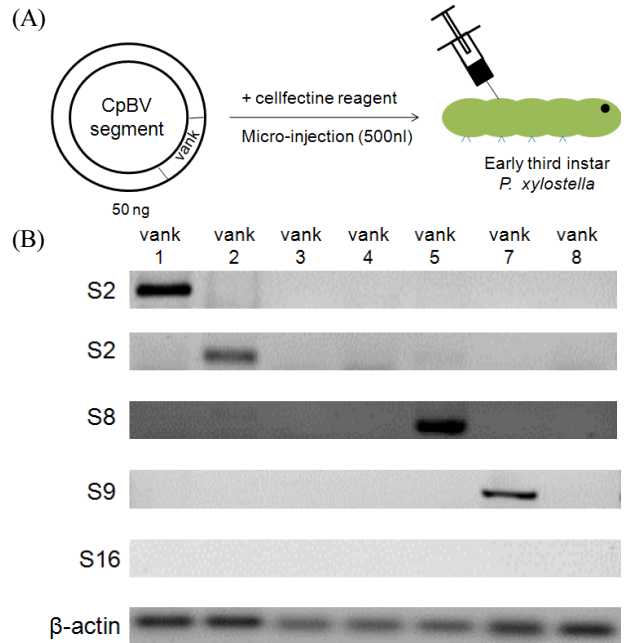 (A)
CpBV
segment
vank
50 ng
+ cellfectine reagent
Micro-injection (500nl)
Early third instar
P. xylostella
(B)
vank 1
vank 2
vank 3
vank 4
vank 5
vank 7
vank 8
S2
S2
S8
S9
S16
β-actin